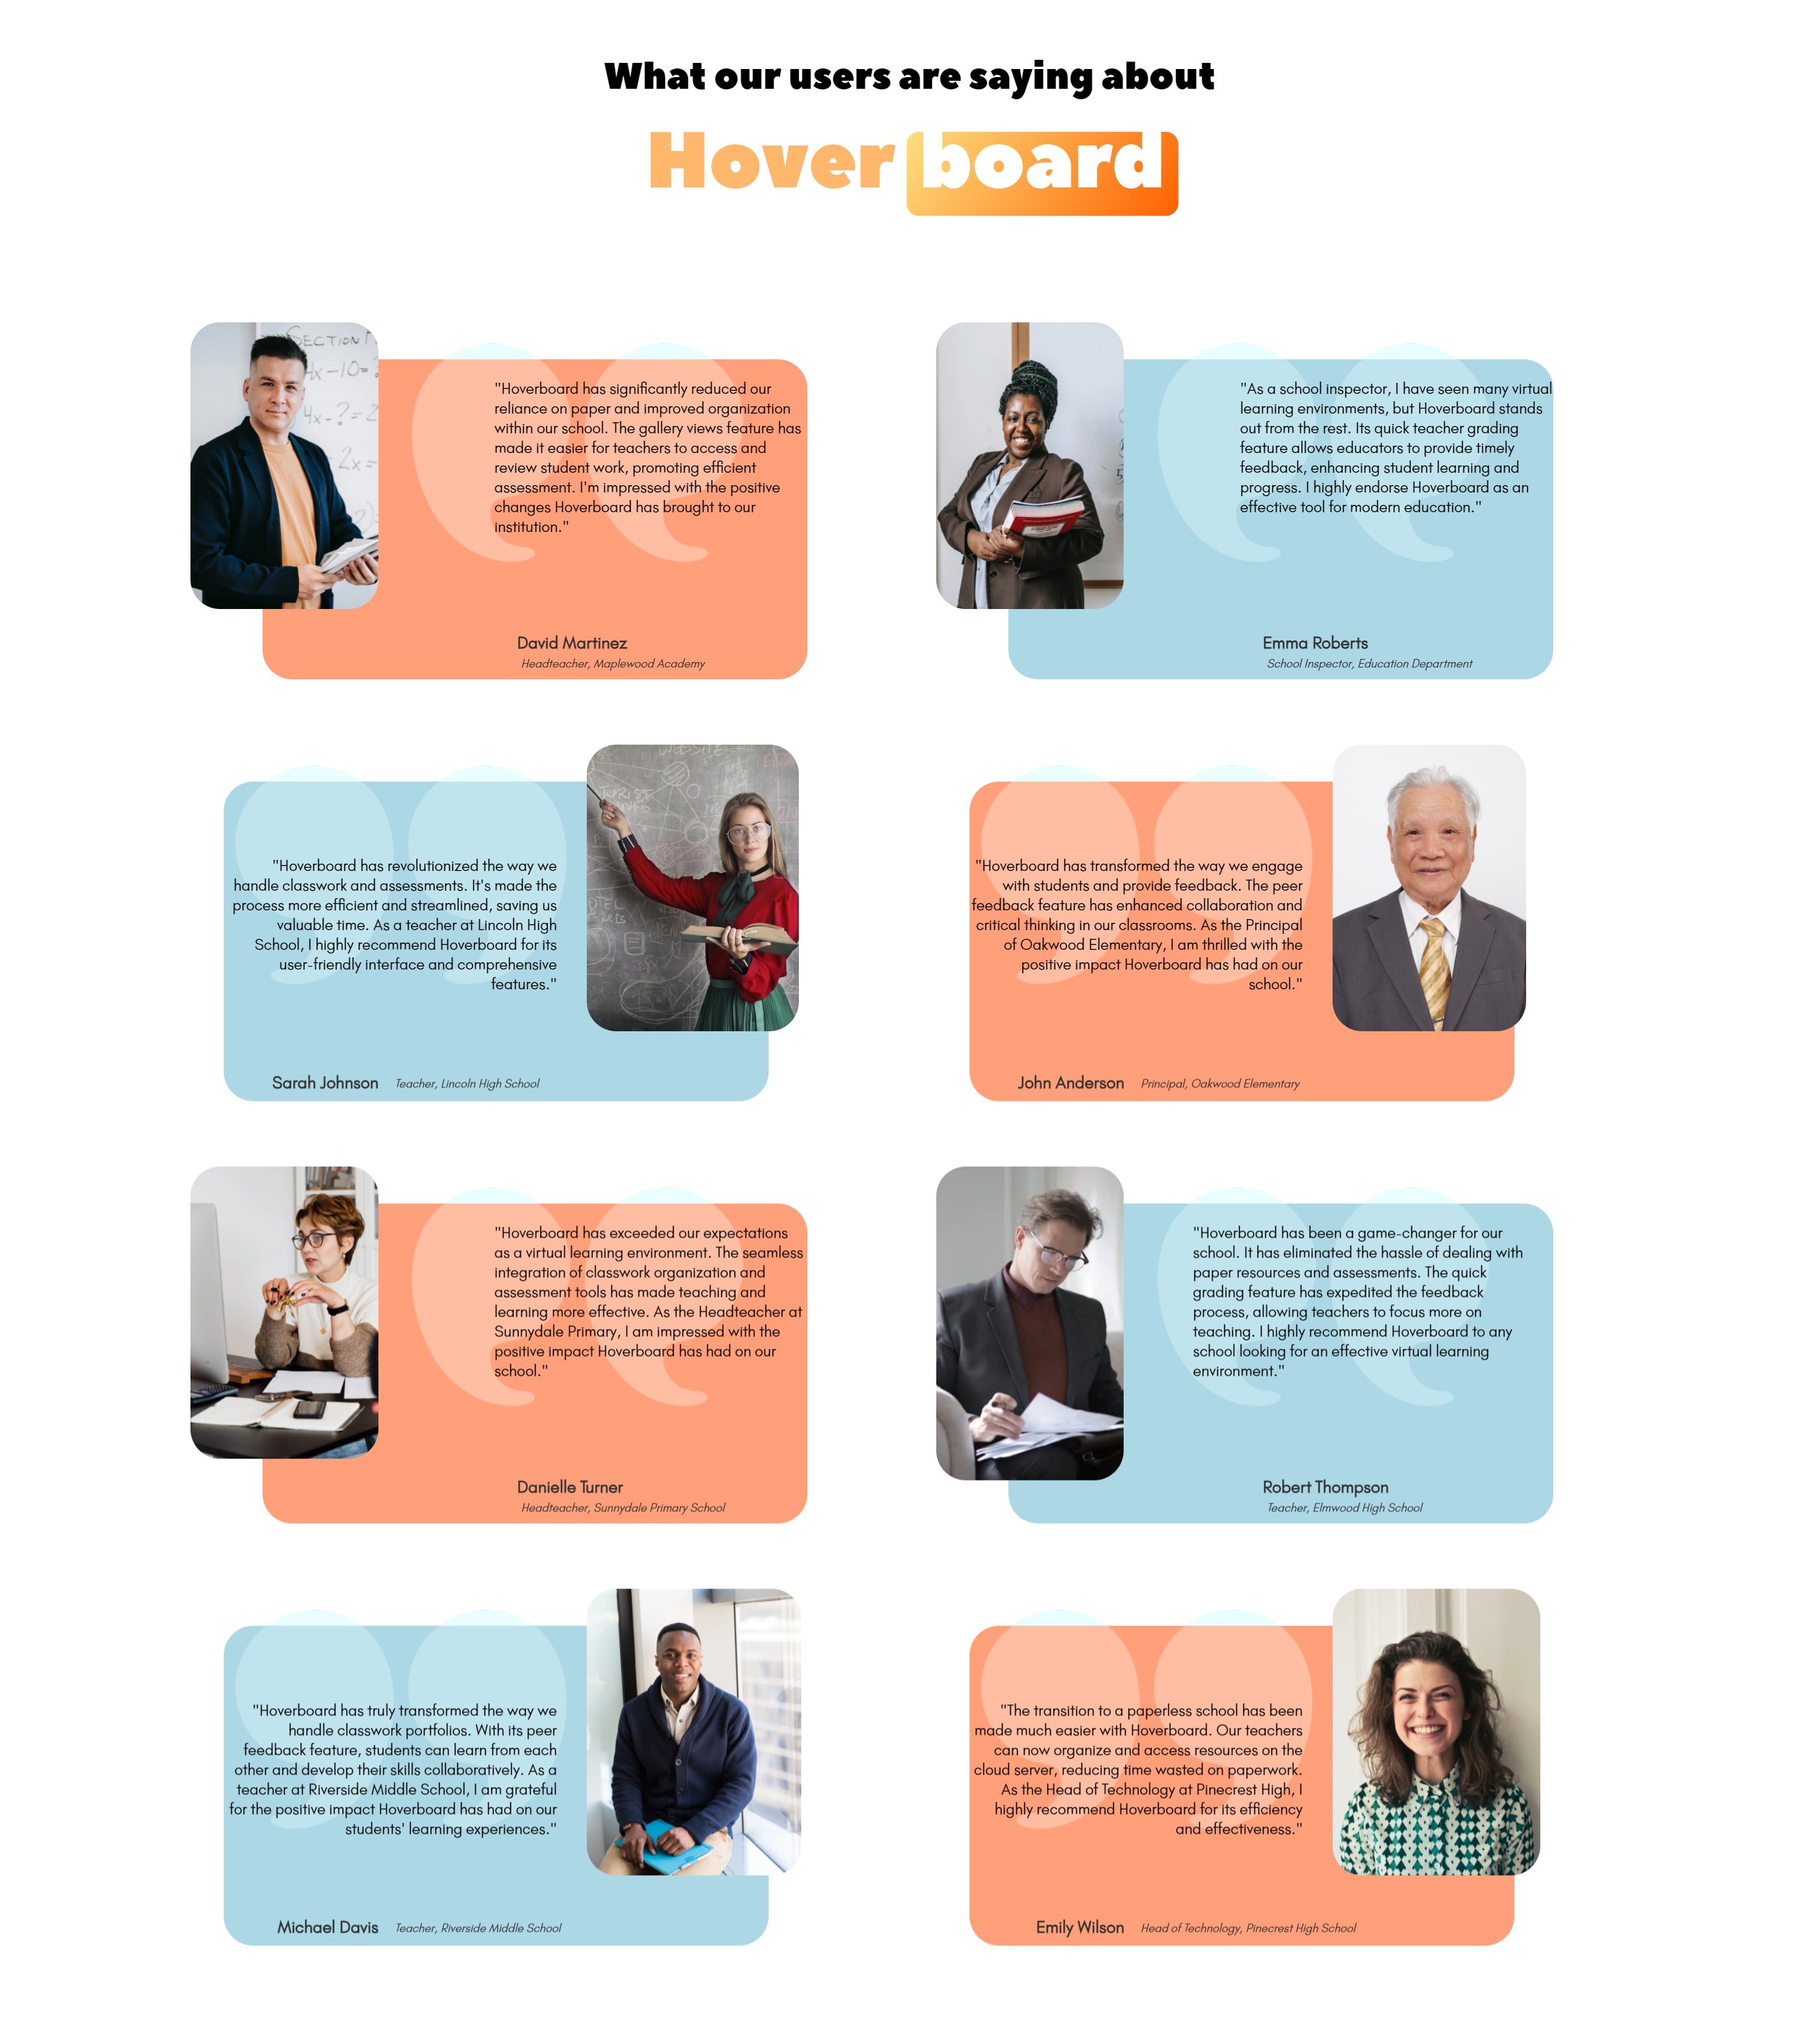 What our users are saying about
Hover board
"Hoverboard has significantly reduced our
reliance on paper and improved organization
within our school. The gallery views feature has
made it easier for teachers to access and
review student work, promoting efficient
assessment. I'm impressed with the positive
changes Hoverboard has brought to our
institution."
David Martinez
Headteacher, Maplewood Academy
"As a school inspector, I have seen many virtual
learning environments, but Hoverboard stands
out from the rest. Its quick teacher grading
feature allows educators to provide timely
feedback, enhancing student learning and
progress. I highly endorse Hoverboard as an
effective tool for modern education."
Emma Roberts
School Inspector, Education Department
"Hoverboard has revolutionized the way we
handle classwork and assessments. It's made the
process more efficient and streamlined, saving us
valuable time. As a teacher at Lincoln High
School, I highly recommend Hoverboard for its
user-friendly interface and comprehensive
features."
Sarah Johnson Teacher, Lincoln High School
"Hoverboard has transformed the way we engage
with students and provide feedback. The peer
feedback feature has enhanced collaboration and
critical thinking in our classrooms. As the Principal
of Oakwood Elementary, I am thrilled with the
positive impact Hoverboard has had on our
school."
John Anderson Principal, Oakwood Elementary
"Hoverboard has exceeded our expectations
as a virtual learning environment. The seamless
integration of classwork organization and
assessment tools has made teaching and
learning more effective. As the Headteacher at
Sunnydale Primary, I am impressed with the
positive impact Hoverboard has had on our
school."
Danielle Turner
Headteacher, Sunnydale Primary School
"Hoverboard has been a game-changer for our
school. It has eliminated the hassle of dealing with
paper resources and assessments. The quick
grading feature has expedited the feedback
process, allowing teachers to focus more on
teaching. I highly recommend Hoverboard to any
school looking for an effective virtual learning
environment."
Robert Thompson
Teacher, Elmwood High School
"Hoverboard has truly transformed the way we
handle classwork portfolios. With its peer
feedback feature, students can learn from each
other and develop their skills collaboratively. As a
teacher at Riverside Middle School, I am grateful
for the positive impact Hoverboard has had on our
students' learning experiences."
Michael Davis Teacher, Riverside Middle School
"The transition to a paperless school has been
made much easier with Hoverboard. Our teachers
can now organize and access resources on the
cloud server, reducing time wasted on paperwork.
As the Head of Technology at Pinecrest High, I
highly recommend Hoverboard for its efficiency
and effectiveness."
Emily Wilson Head of Technology, Pinecrest High School